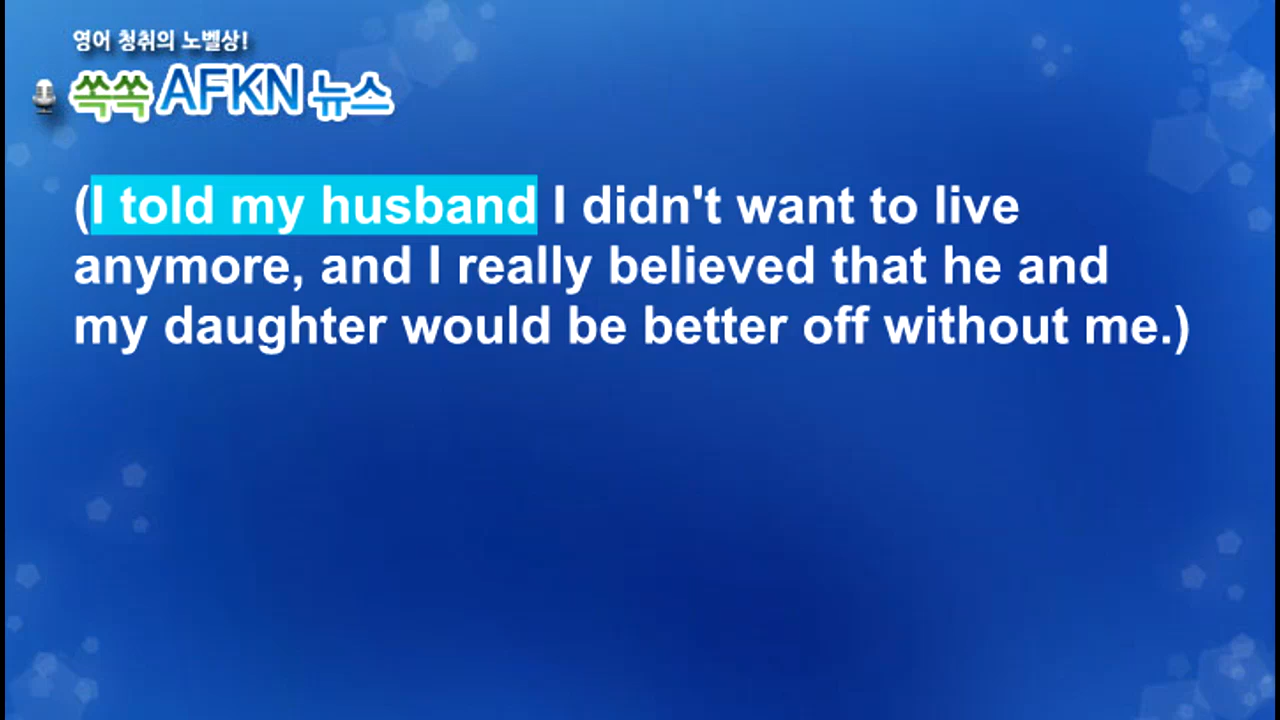 영어 청취의 노벨상!
쏙쏙 AFKN 뉴스
(I told my husband I didn't want to live
anymore, and I really believed that he and
my daughter would be better off without me.)